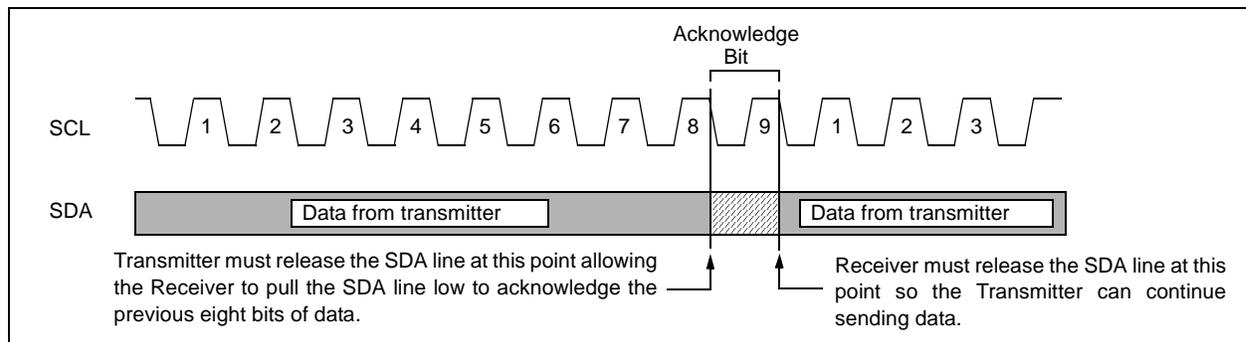 Acknowledge
Bit
SCL
1 2 3 4 5 6 7 8 9 1 2 3
SDA
Data from transmitter
Data from transmitter
Transmitter must release the SDA line at this point allowing
the Receiver to pull the SDA line low to acknowledge the
previous eight bits of data.
Receiver must release the SDA line at this
point so the Transmitter can continue
sending data.